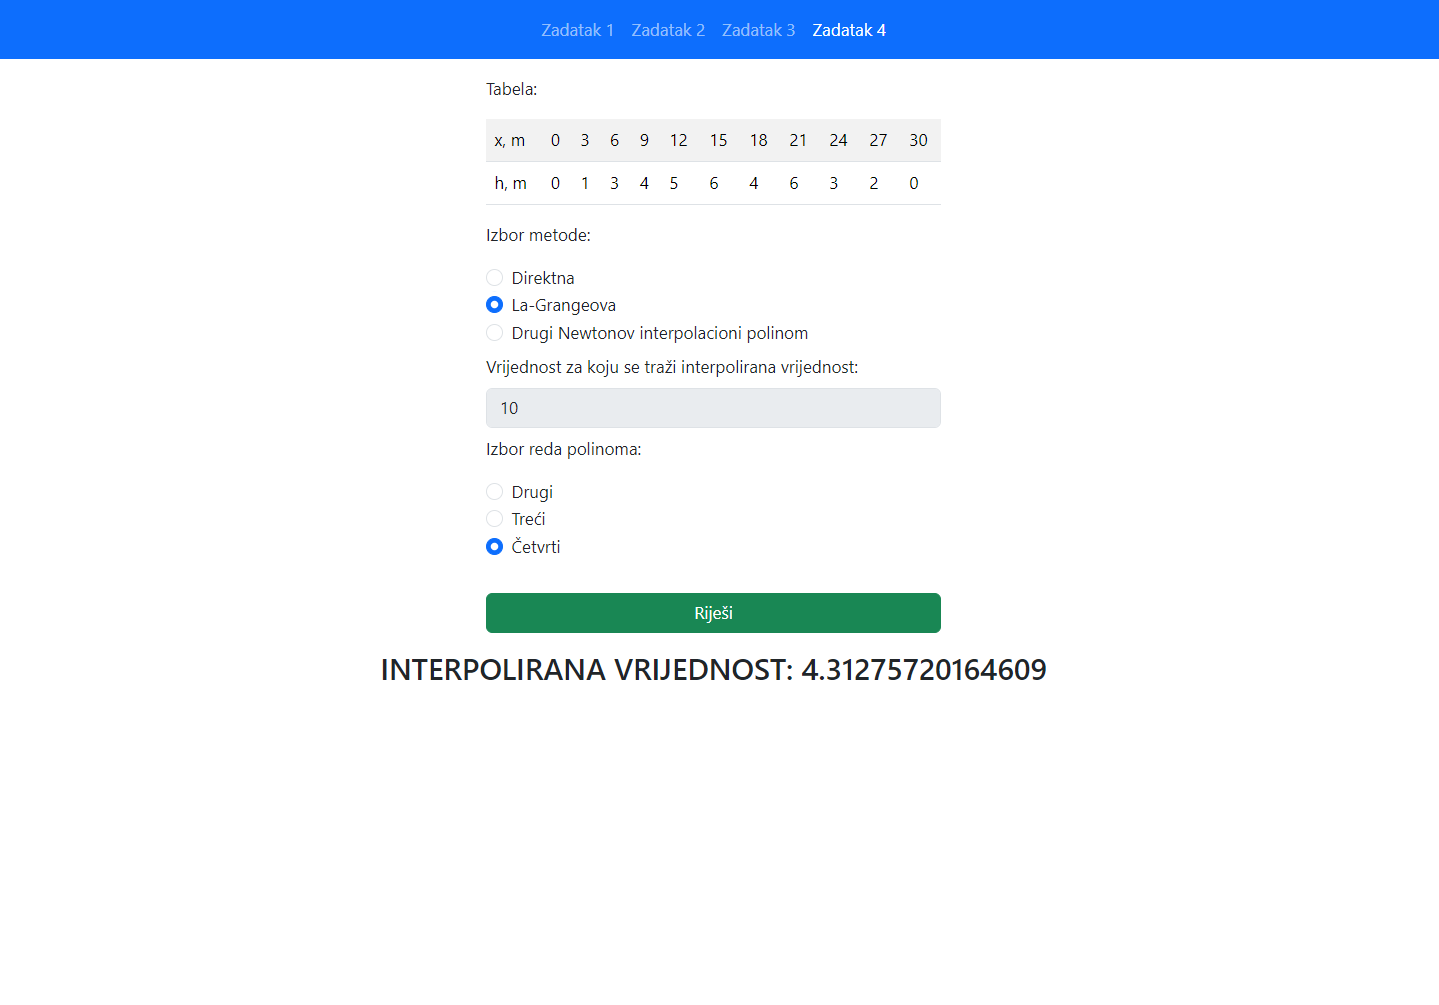 Zadatak 1 Zadatak 2 Zadatak 3 Zadatak 4
Tabela:
x, m 0 3 6 9 12 15 18 21 24 27 30
h, m 0 1 3 4 5 6 4 6 3 2 0
Izbor metode:
Direktna
La-Grangeova
Drugi Newtonov interpolacioni polinom
Vrijednost za koju se traži interpolirana vrijednost:
10
Izbor reda polinoma:
Drugi
Treći
Četvrti
Riješi
INTERPOLIRANA VRIJEDNOST: 4.31275720164609